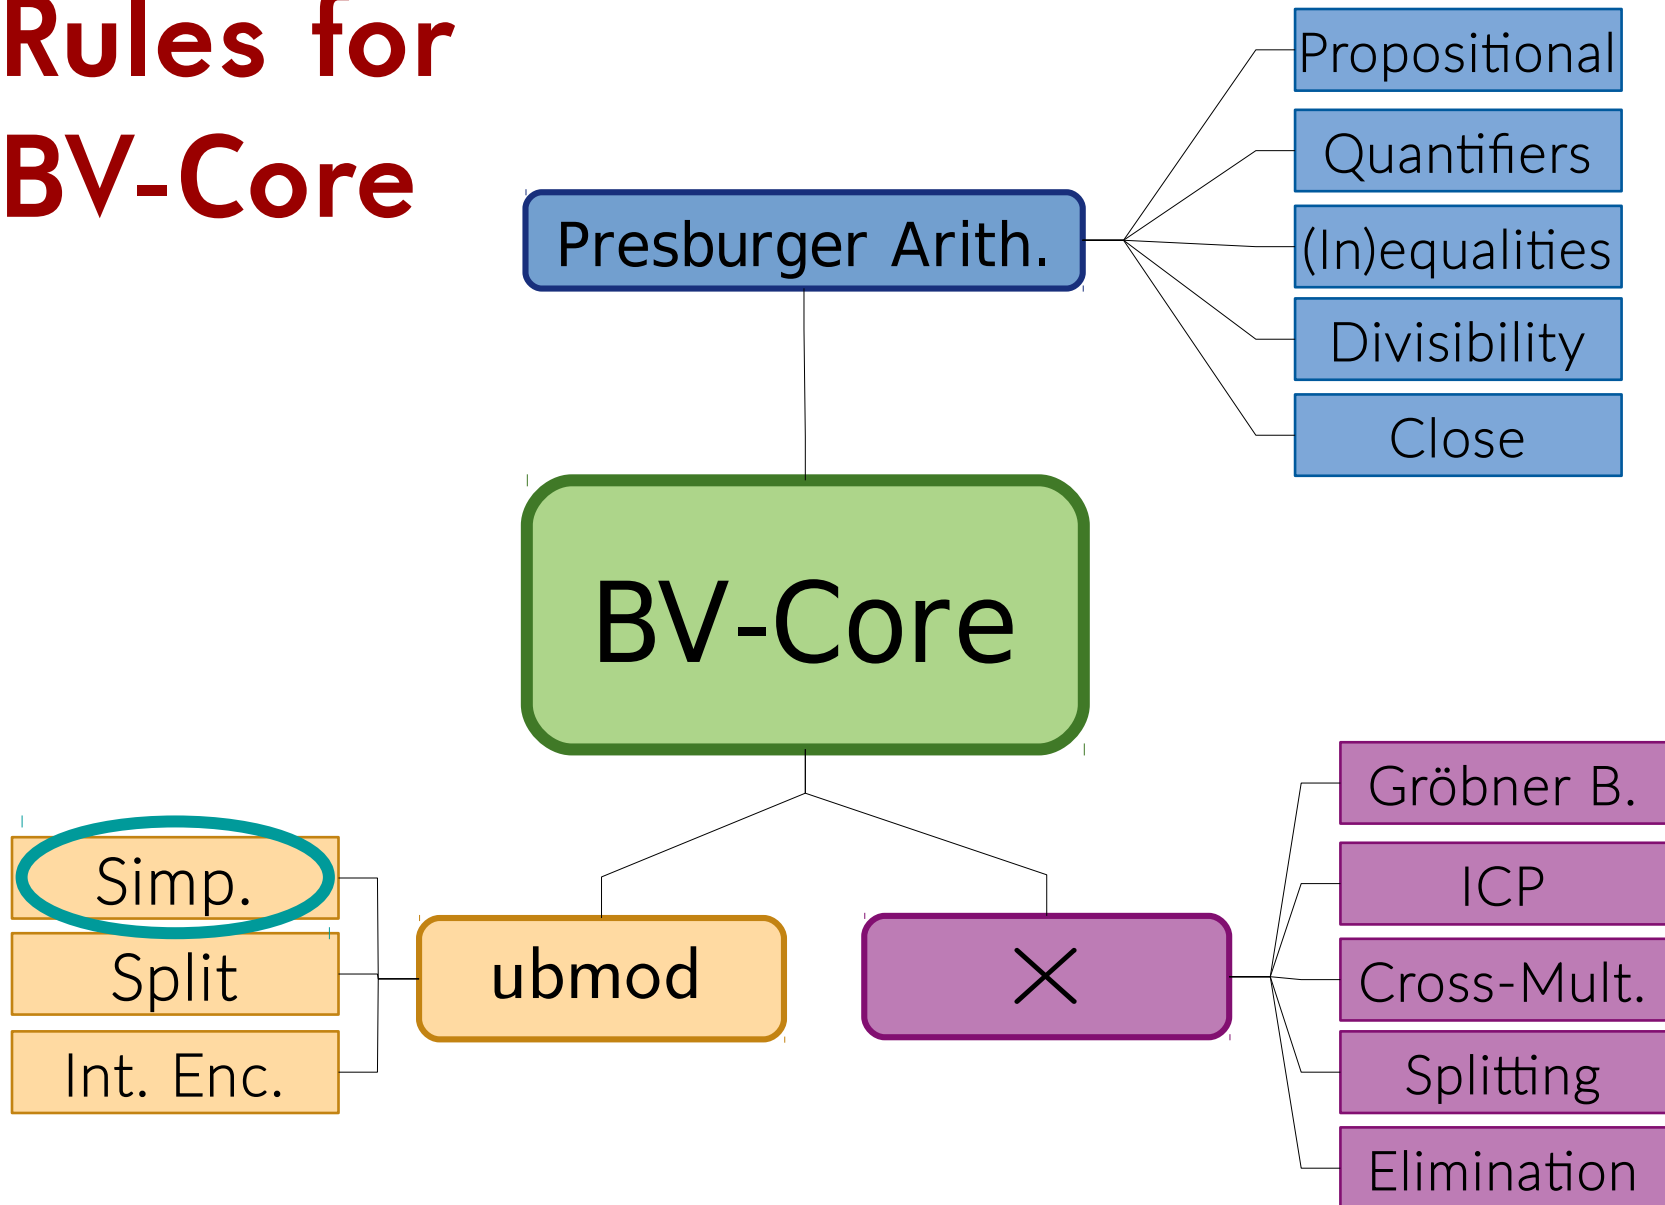 Rules for
BV-Core
Presburger Arith.
Propositional
Quantifiers
(In)equalities
Divisibility
Close
BV-Core
Simp.
Split
Int. Enc.
ubmod
×
Gröbner B.
ICP
Cross-Mult.
Splitting
Elimination